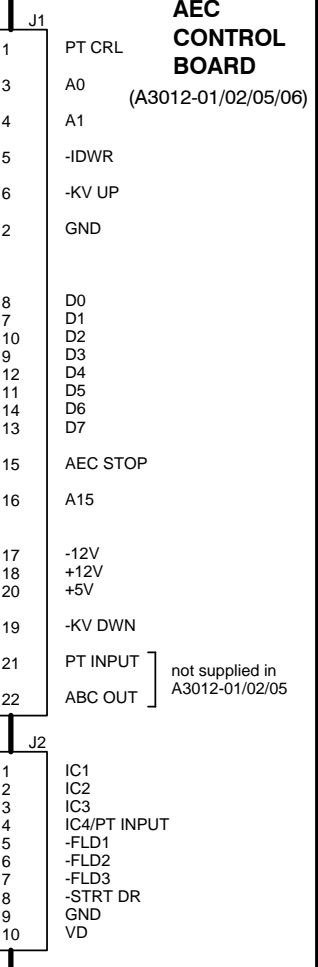 AEC
CONTROL
BOARD
(A3012-01/02/05/06)
J1
1 PT CRL
3 A0
4 A1
5 -IDWR
6 -KV UP
2 GND
8 D0
7 D1
10 D2
9 D3
12 D4
11 D5
14 D6
13 D7
15 AEC STOP
16 A15
17 -12V
18 +12V
20 +5V
19 -KV DWN
21 PT INPUT
22 ABC OUT
not supplied in
A3012-01/02/05
J2
1 IC1
2 IC2
3 IC3
4 IC4/PT INPUT
5 -FLD1
6 -FLD2
7 -FLD3
8 -STRT DR
9 GND
10 VD